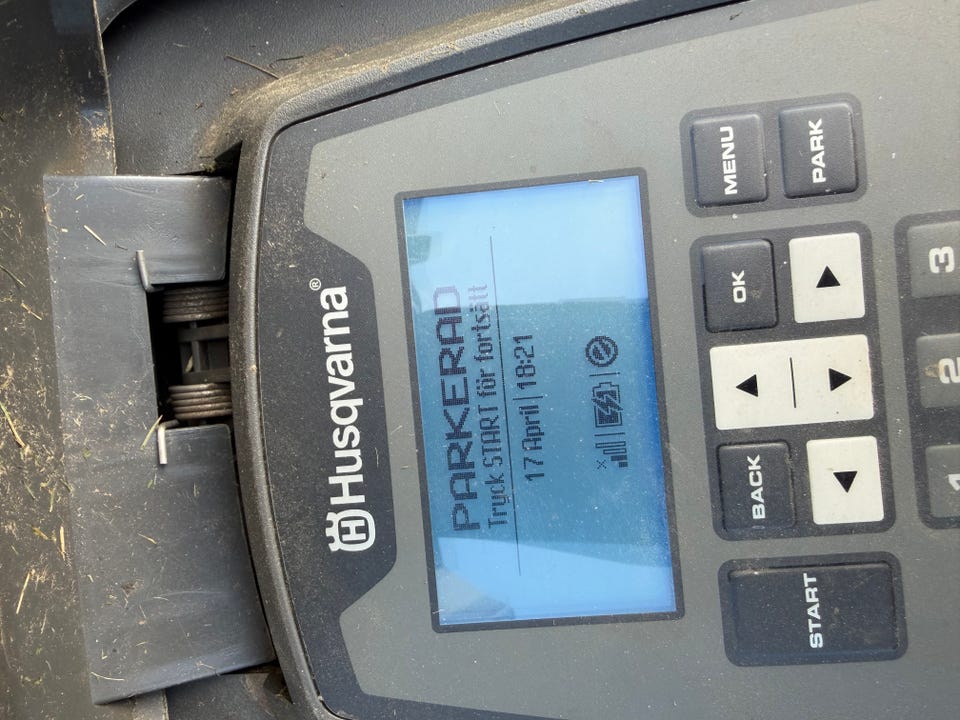 Husqvarna®
PARKERAD
Tryck START för fortsätt
17 April | 18:21
START
BACK
OK
MENU
PARK
1
2
3